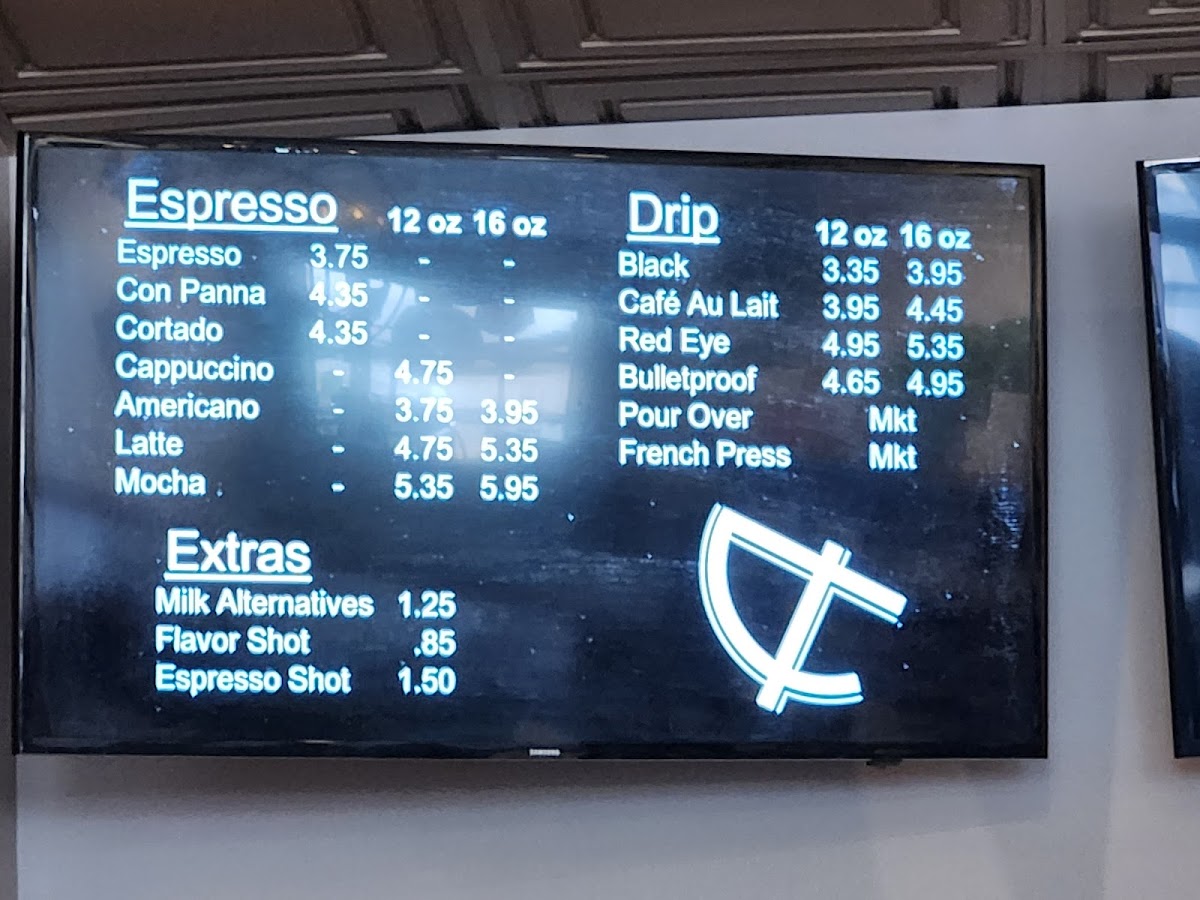 Espresso 12 oz 16 oz
Espresso 3.75 - -
Con Panna 4.35 - -
Cortado 4.35 - -
Cappuccino - 4.75 -
Americano - 3.75 3.95
Latte - 4.75 5.35
Mocha - 5.35 5.95
Extras
Milk Alternatives 1.25
Flavor Shot .85
Espresso Shot 1.50
Drip 12 oz 16 oz
Black 3.35 3.95
Café Au Lait 3.95 4.45
Red Eye 4.95 5.35
Bulletproof 4.65 4.95
Pour Over Mkt
French Press Mkt
SAMSUNG